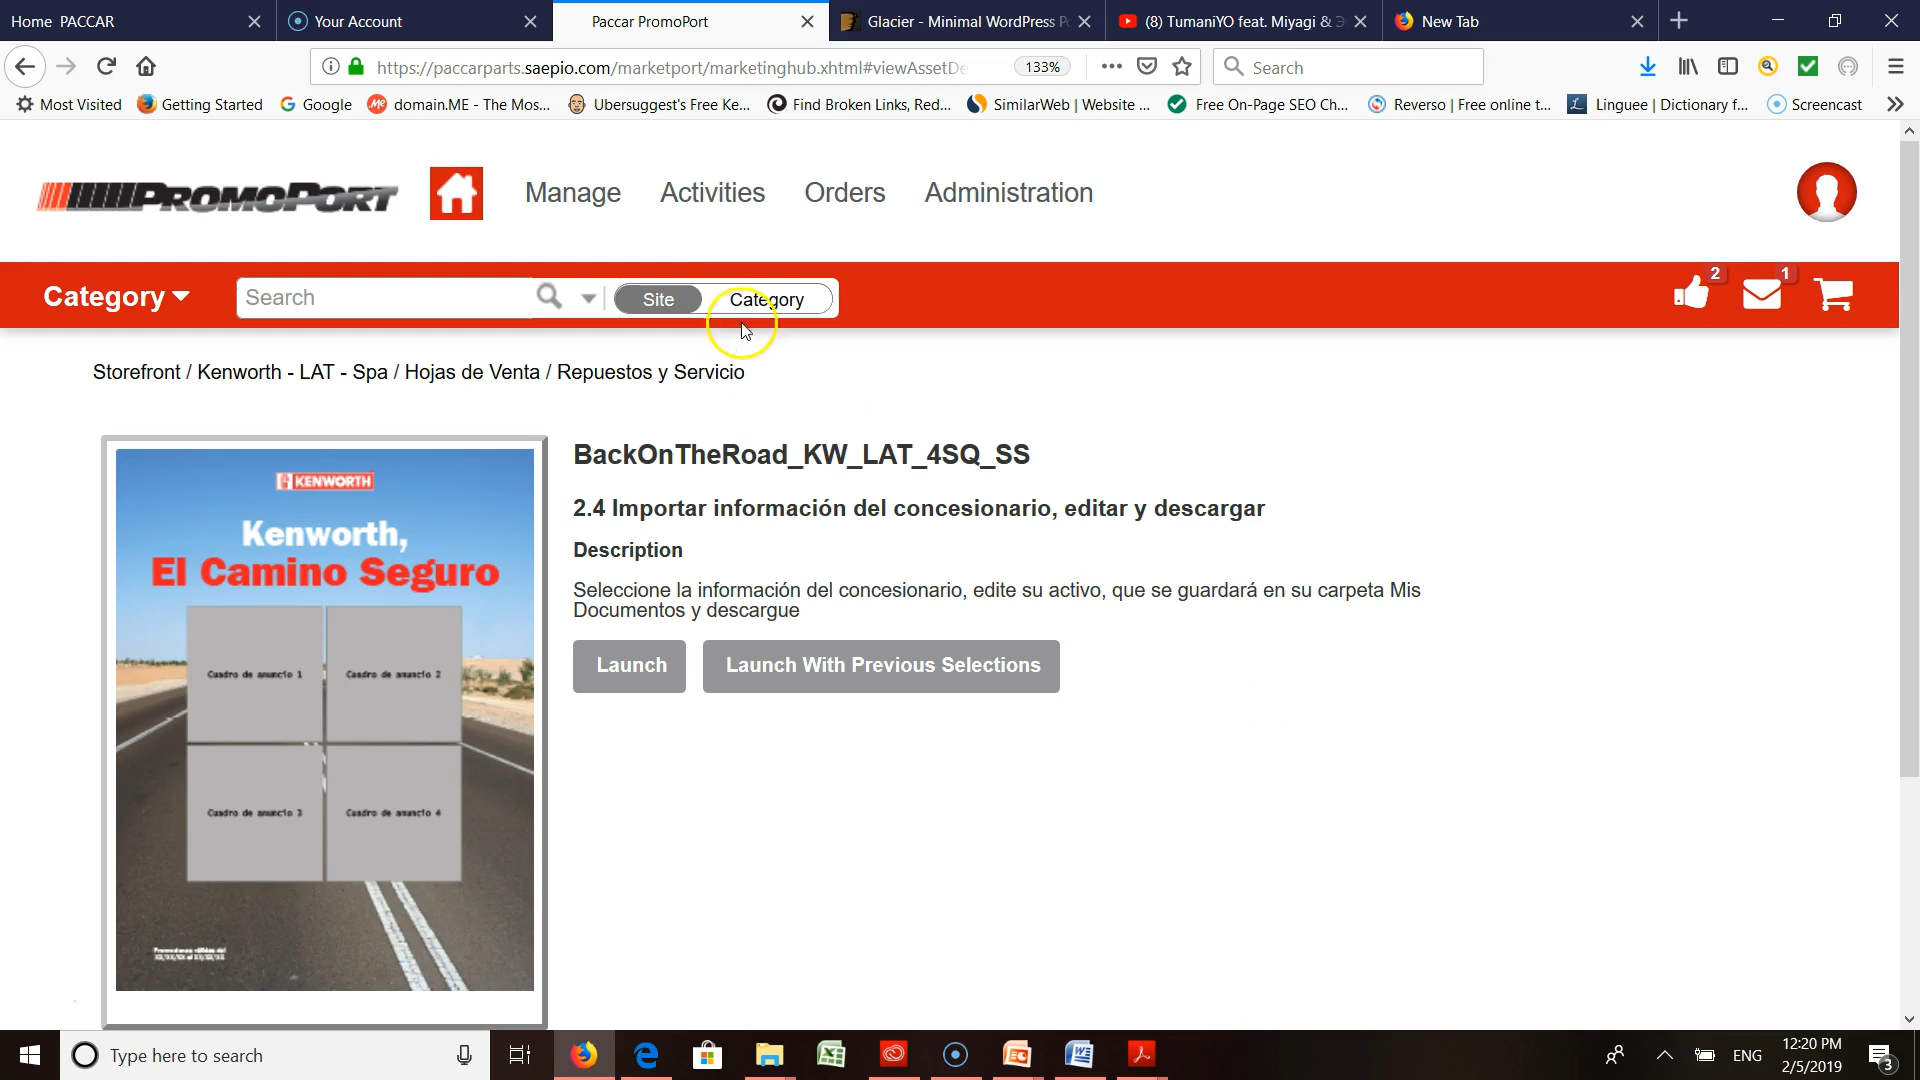 Home PACCAR
Your Account
Paccar PromoPort
Glacier - Minimal WordPress P
(8) TumaniYO feat. Miyagi & Э
New Tab
https://paccarparts.saepio.com/marketport/marketinghub.xhtml#viewAssetDe
133%
Search
Most Visited
Getting Started
Google
domain.ME - The Mos...
Ubersuggest's Free Ke...
Find Broken Links, Red...
SimilarWeb | Website ...
Free On-Page SEO Ch...
Reverso | Free online t...
Linguee | Dictionary f...
Screencast
PROMOPORT
Manage
Activities
Orders
Administration
Category
Search
Site
Category
2
1
Storefront / Kenworth - LAT - Spa / Hojas de Venta / Repuestos y Servicio
KENWORTH
Kenworth,
El Camino Seguro
Cuadro de anuncio 1
Cuadro de anuncio 2
Cuadro de anuncio 3
Cuadro de anuncio 4
BackOnTheRoad_KW_LAT_4SQ_SS
2.4 Importar información del concesionario, editar y descargar
Description
Seleccione la información del concesionario, edite su activo, que se guardará en su carpeta Mis
Documentos y descargue
Launch
Launch With Previous Selections
Type here to search
ENG
12:20 PM
2/5/2019
3